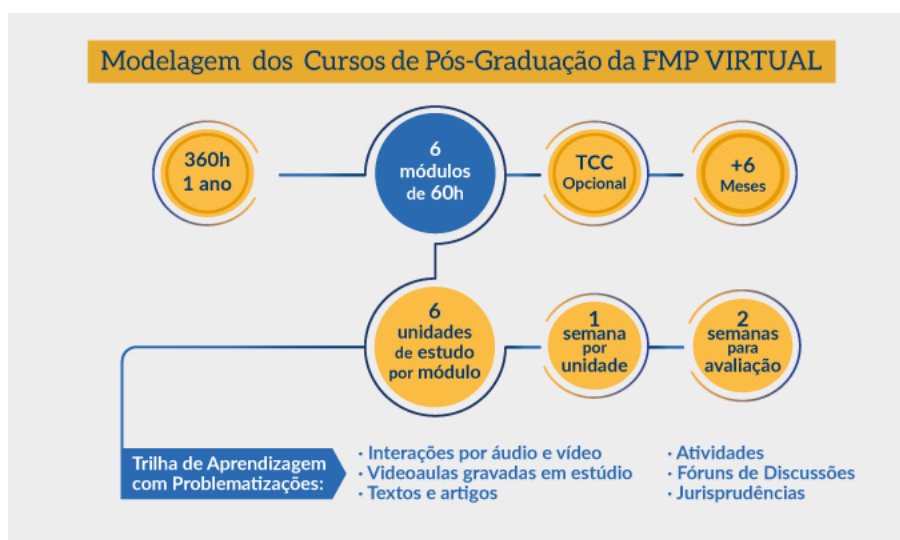 Modelagem dos Cursos de Pós-Graduação da FMP VIRTUAL
360h
1 ano
6
módulos
de 60h
TCC
Opcional
+6
Meses
6
unidades
de estudo
por módulo
1
semana
por
unidade
2
semanas
para
avaliação
Trilha de Aprendizagem
com Problematizações:
· Interações por áudio e vídeo
· Videoaulas gravadas em estúdio
· Textos e artigos
· Atividades
· Fóruns de Discussões
· Jurisprudências